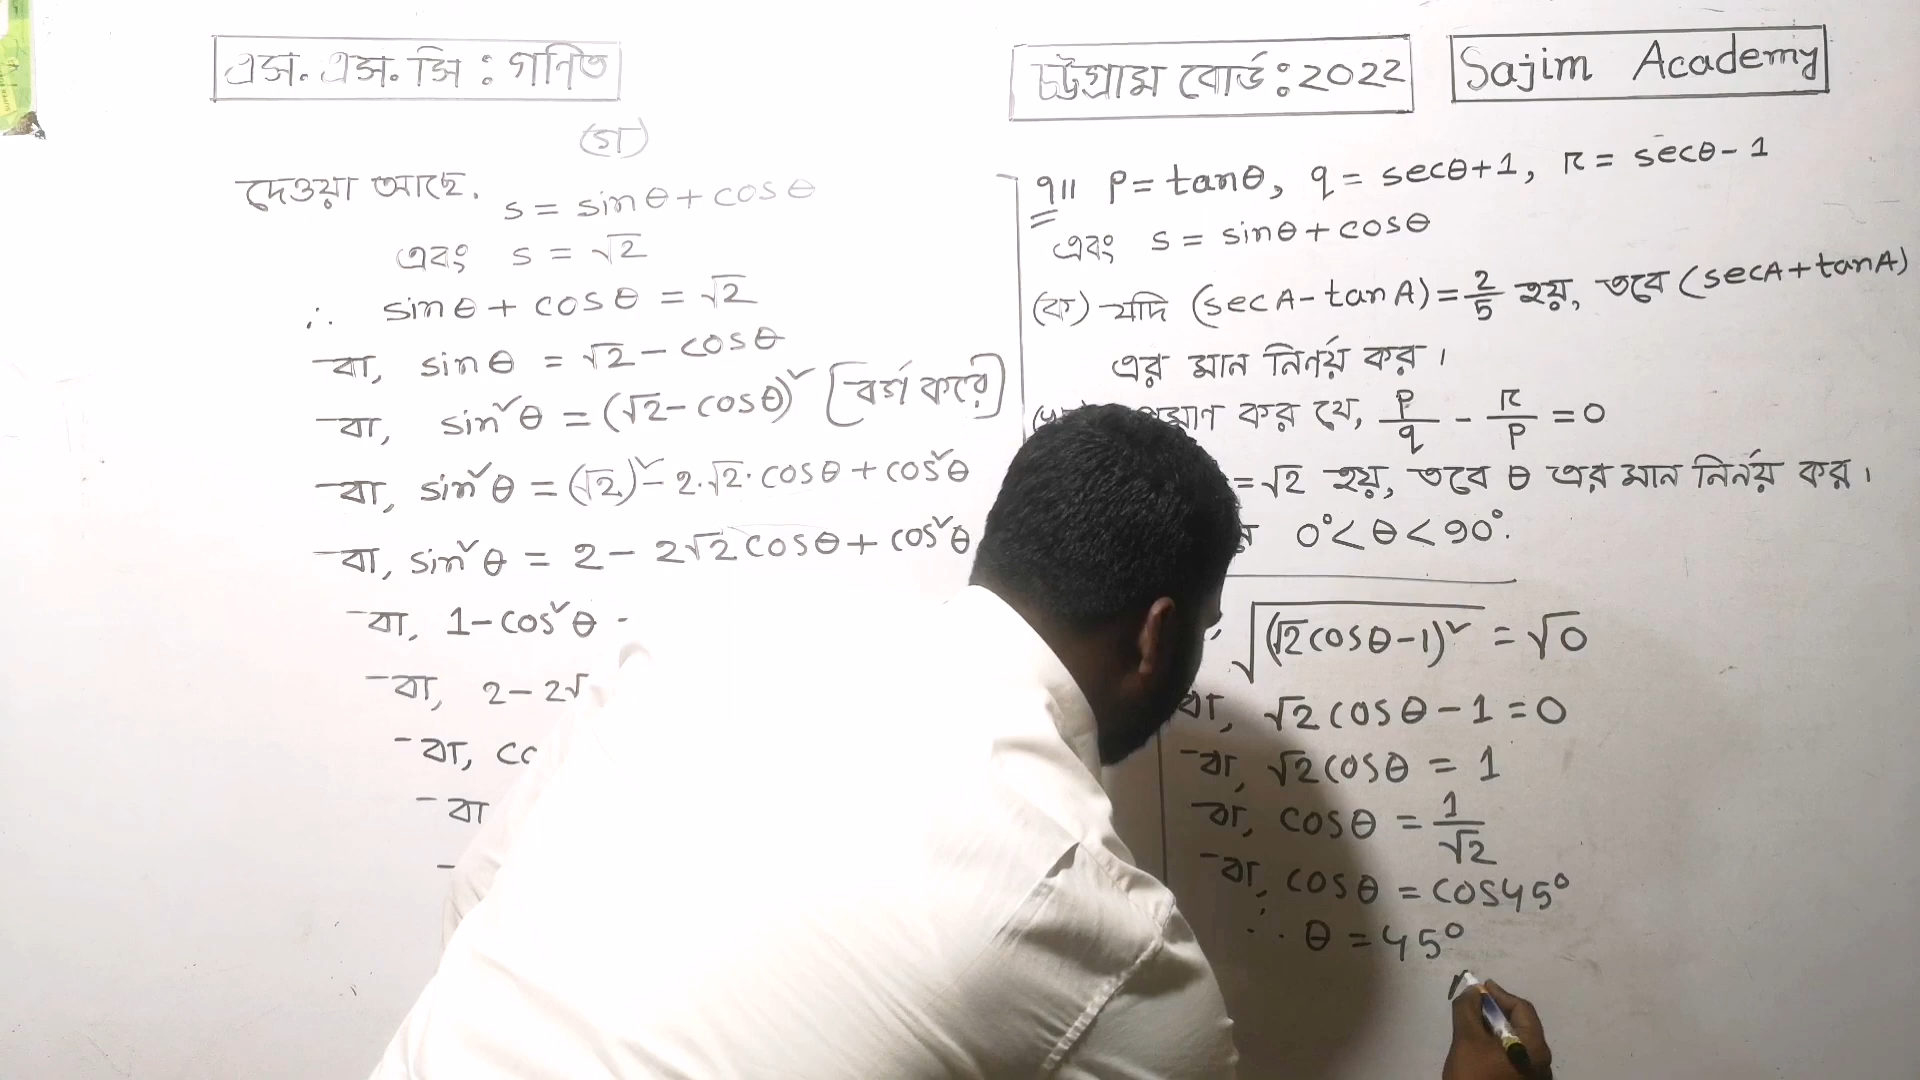 এস. এস. সি : গনিত
চট্টগ্রাম বোর্ড : 2022
Sajim Academy
(গ)
দেওয়া আছে. s = sinθ + cosθ
এবং s = √2
∴ sinθ + cosθ = √2
বা, sinθ = √2 - cosθ
বা, sin²θ = (√2 - cosθ)² [বর্গ করে]
বা, sin²θ = (√2)² - 2.√2.cosθ + cos²θ
বা, sin²θ = 2 - 2√2 cosθ + cos²θ
বা, 1 - cos²θ
বা, 2 - 2√
বা,
বা
৭॥ P = tanθ, q = secθ+1, r = secθ-1
এবং s = sinθ + cosθ
(ক) যদি (secA - tanA) = 2/5 হয়, তবে (secA + tanA)
এর মান নির্ণয় কর।
কর যে, P/q - r/P = 0
= √2 হয়, তবে θ এর মান নির্নয় কর।
0° < θ < 90°.
√(√2cosθ - 1)² = √0
বা, √2cosθ - 1 = 0
বা, √2cosθ = 1
বা, cosθ = 1/√2
বা, cosθ = cos45°
∴ θ = 45°